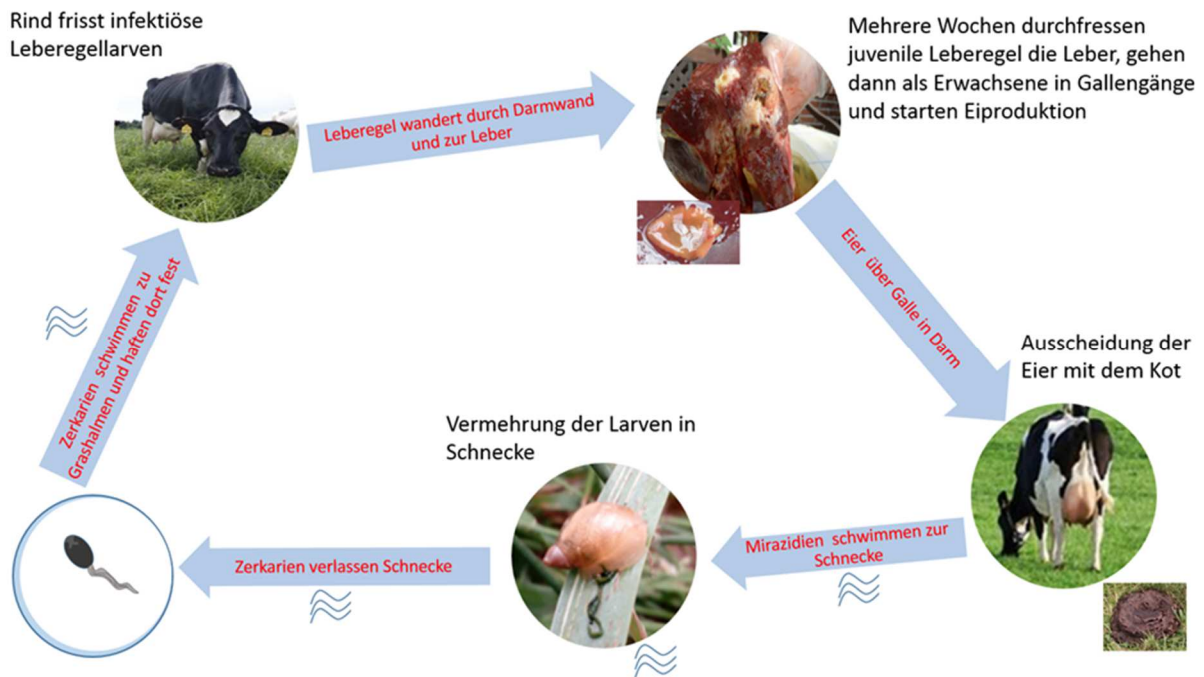 Rind frisst infektiöse
Leberegellarven
Leberegel wandert durch Darmwand
und zur Leber
Mehrere Wochen durchfressen
juvenile Leberegel die Leber, gehen
dann als Erwachsene in Gallengänge
und starten Eiproduktion
Eier über Galle in Darm
Ausscheidung der
Eier mit dem Kot
Mirazidien schwimmen zur
Schnecke
Vermehrung der Larven in
Schnecke
Zerkarien verlassen Schnecke
Zerkarien schwimmen zu
Grashalmen und haften dort fest